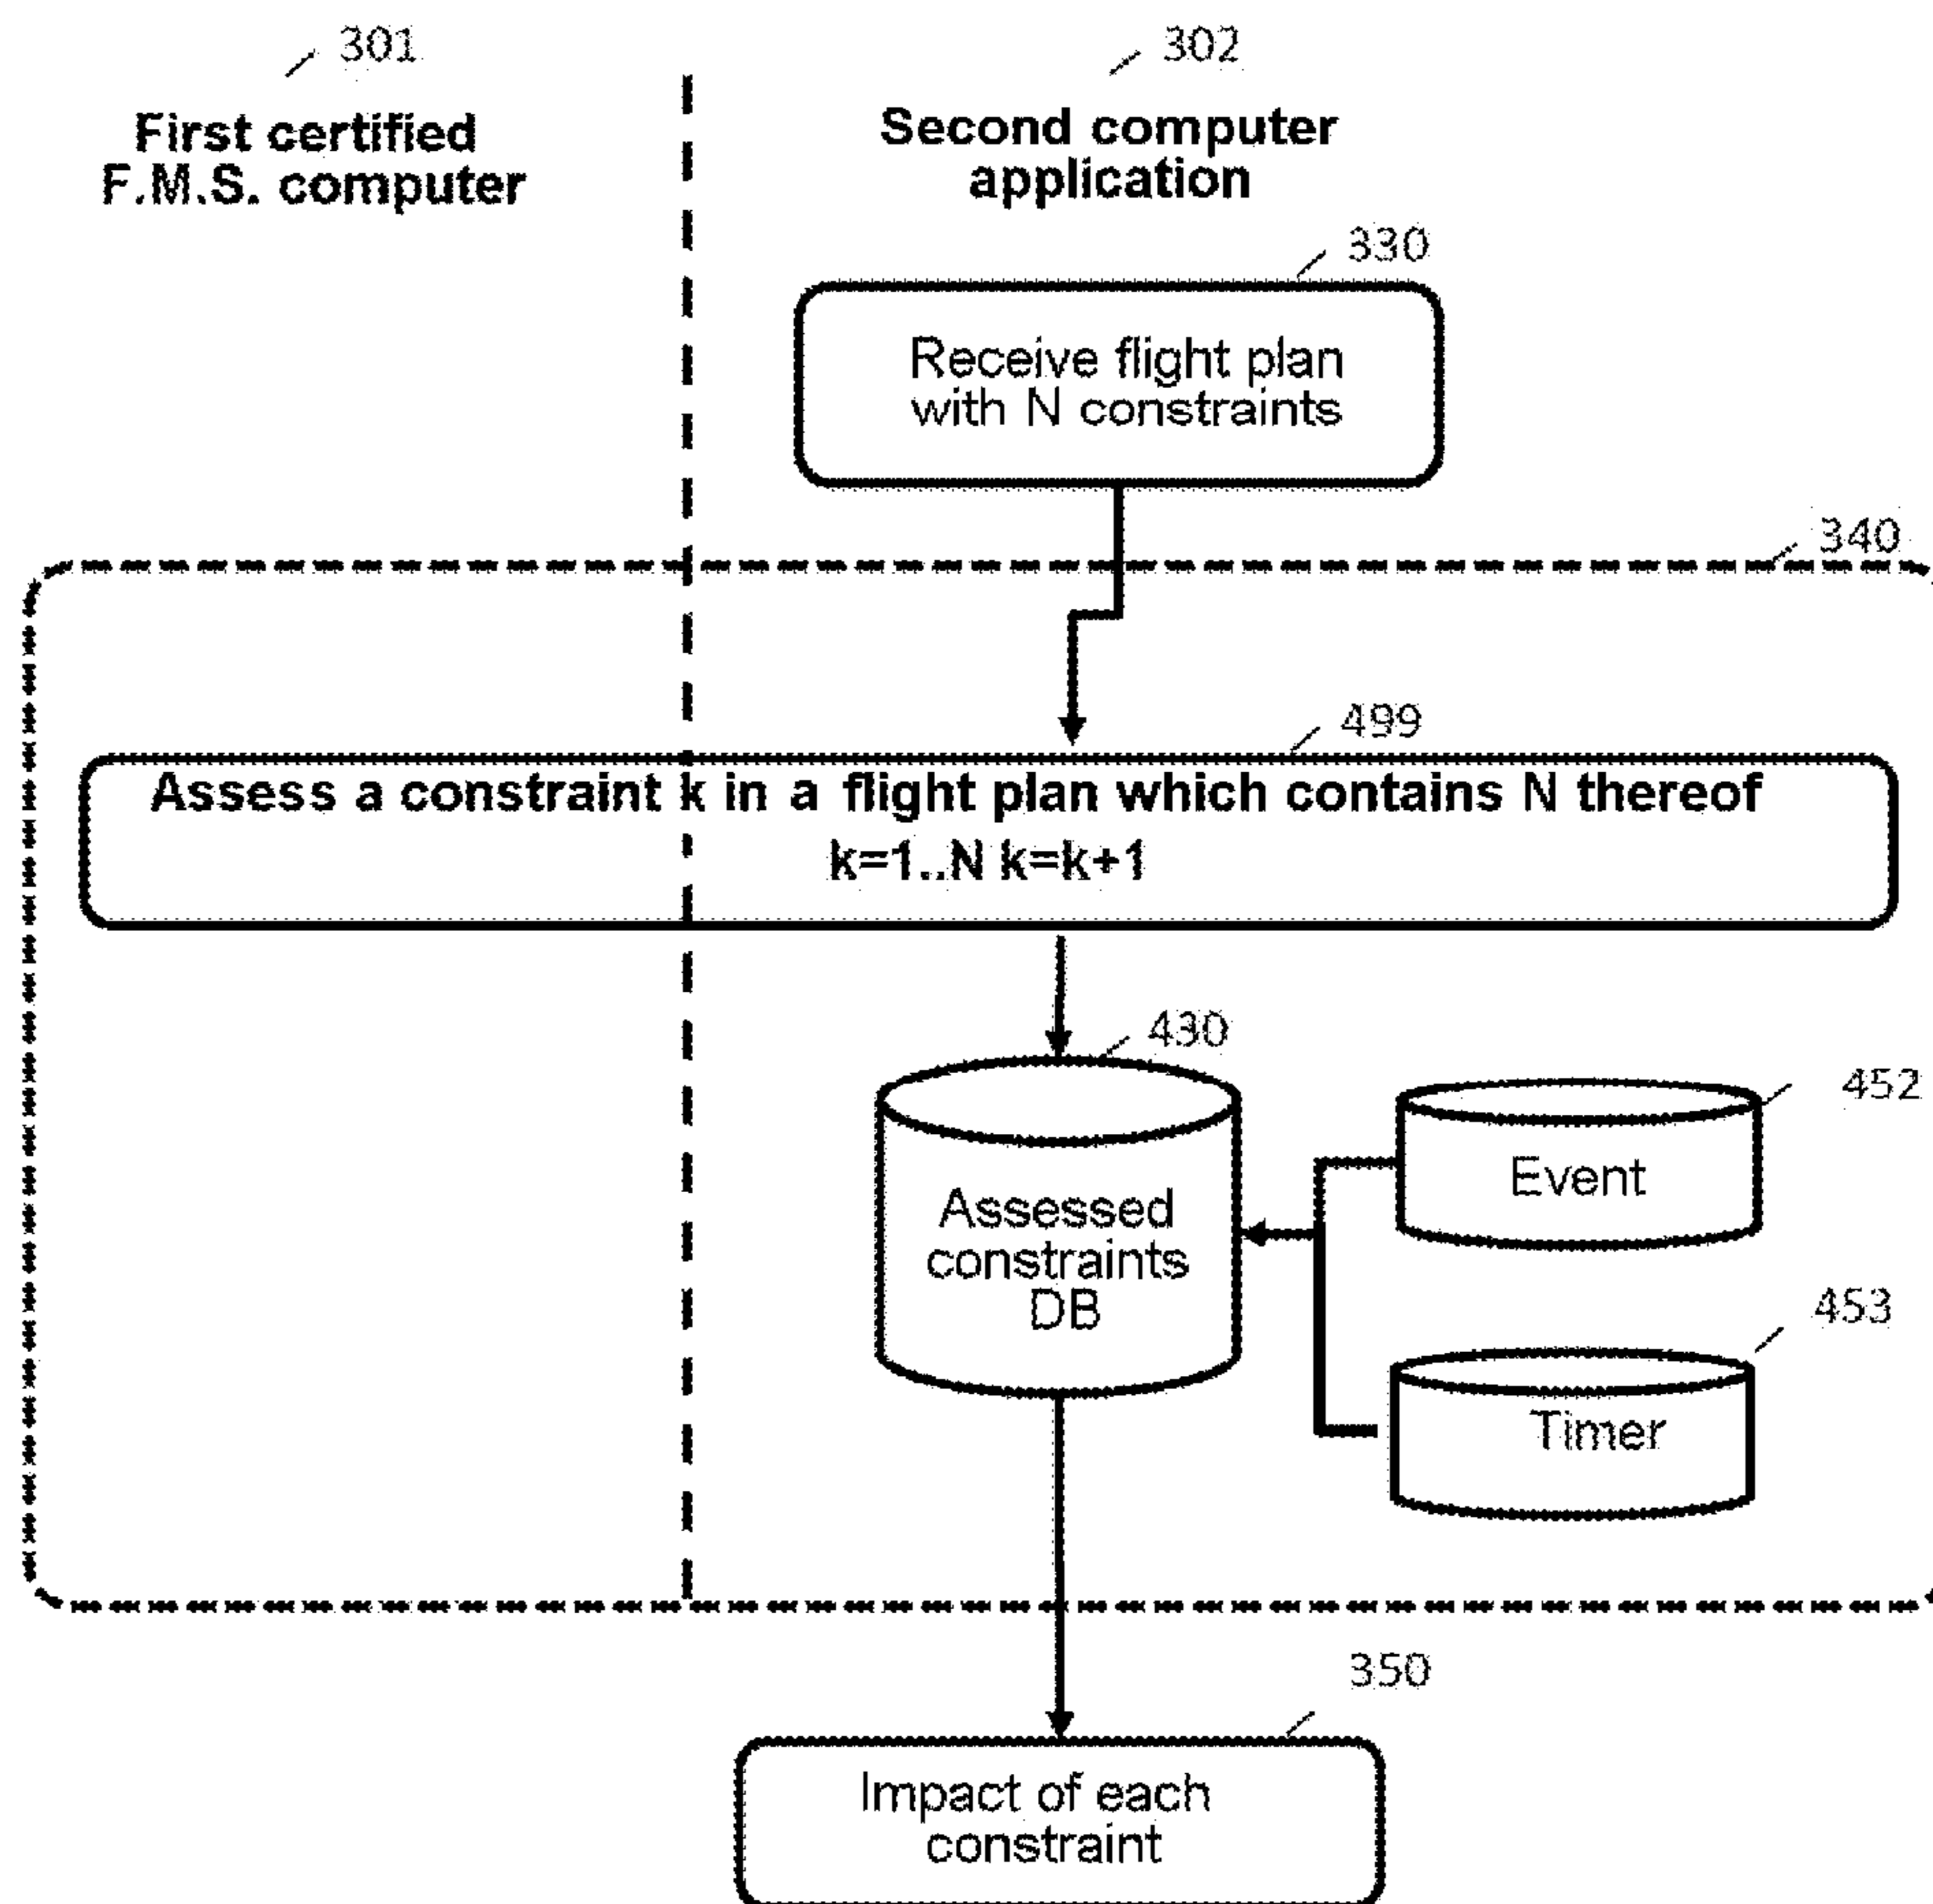 301
302
First certified
F.M.S. computer
Second computer
application
330
Receive flight plan
with N constraints
340
499
Assess a constraint k in a flight plan which contains N thereof
k=1..N k=k+1
430
452
Event
Assessed
constraints
DB
453
Timer
350
Impact of each
constraint